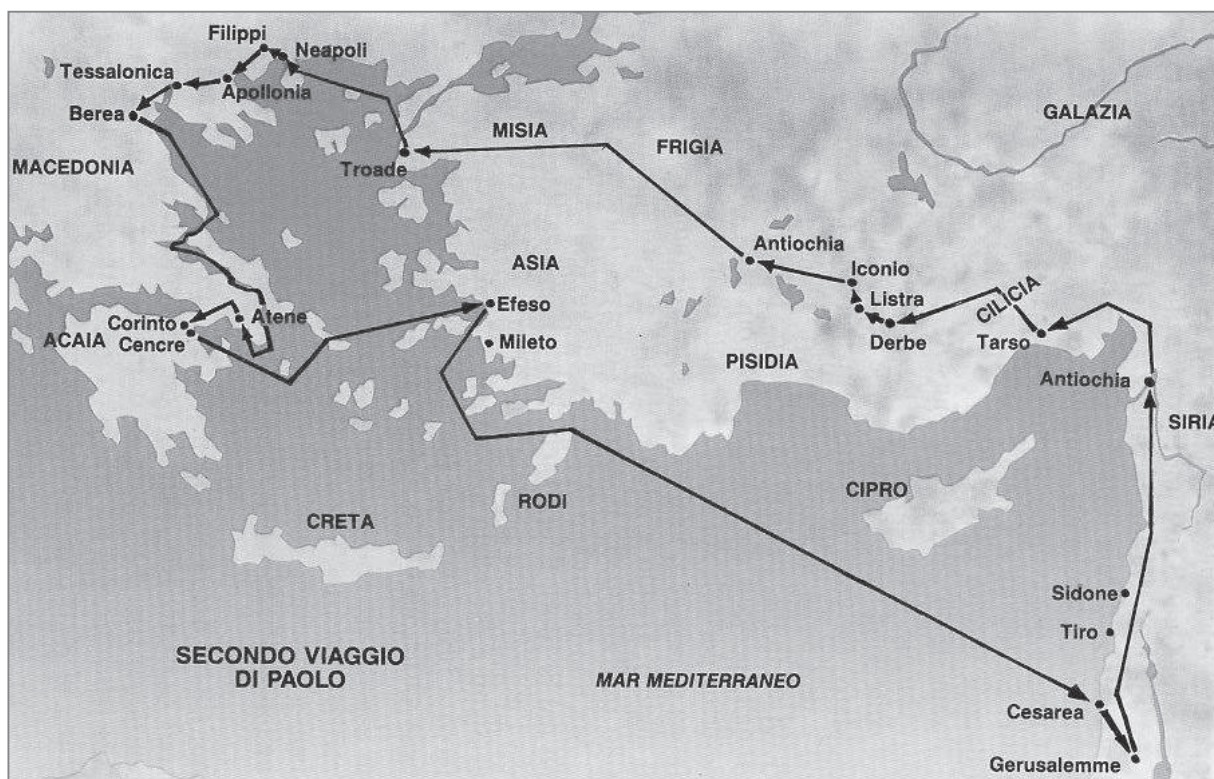 Filippi
Neapoli
Tessalonica
Apollonia
Berea
GALAZIA
MISIA
FRIGIA
MACEDONIA
Troade
Antiochia
ASIA
Iconio
Efeso
Listra
CILICIA
Corinto
Atene
ACAIA
Cencre
Mileto
Derbe
Tarso
PISIDIA
Antiochia
SIRIA
RODI
CIPRO
CRETA
Sidone
Tiro
SECONDO VIAGGIO
DI PAOLO
MAR MEDITERRANEO
Cesarea
Gerusalemme